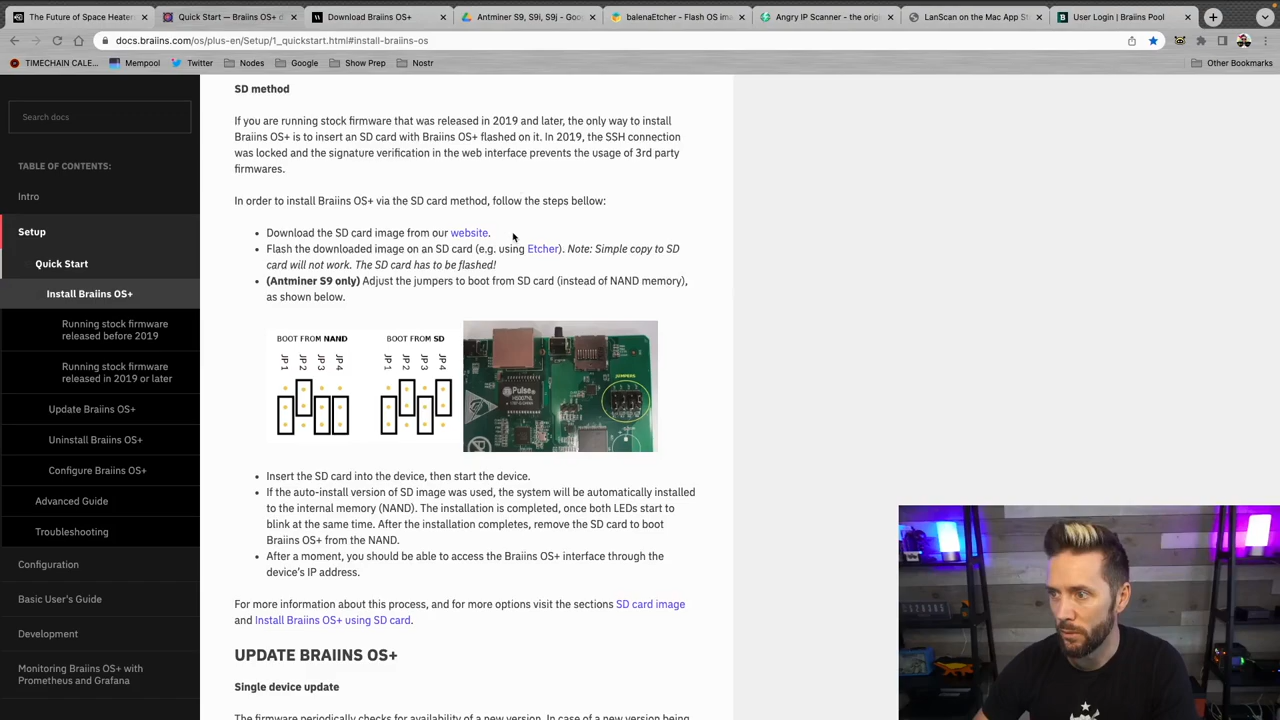 The Future of Space Heater
Quick Start — Braiins OS+ d
Download Braiins OS+
Antminer S9, S9i, S9j - Goo
balenaEtcher - Flash OS ima
Angry IP Scanner - the origi
LanScan on the Mac App St
User Login | Braiins Pool
docs.braiins.com/os/plus-en/Setup/1_quickstart.html#install-braiins-os
TIMECHAIN CALE...
Mempool
Twitter
Nodes
Google
Show Prep
Nostr
Other Bookmarks
Search docs
TABLE OF CONTENTS:
Intro
Setup
Quick Start
Install Braiins OS+
Running stock firmware
released before 2019
Running stock firmware
released in 2019 or later
Update Braiins OS+
Uninstall Braiins OS+
Configure Braiins OS+
Advanced Guide
Troubleshooting
Configuration
Basic User's Guide
Development
Monitoring Braiins OS+ with
Prometheus and Grafana
SD method
If you are running stock firmware that was released in 2019 and later, the only way to install
Braiins OS+ is to insert an SD card with Braiins OS+ flashed on it. In 2019, the SSH connection
was locked and the signature verification in the web interface prevents the usage of 3rd party
firmwares.
In order to install Braiins OS+ via the SD card method, follow the steps below:
• Download the SD card image from our website.
• Flash the downloaded image on an SD card (e.g. using Etcher). Note: Simple copy to SD
card will not work. The SD card has to be flashed!
• (Antminer S9 only) Adjust the jumpers to boot from SD card (instead of NAND memory),
as shown below.
BOOT FROM NAND
JP1 JP2 JP3 JP4
BOOT FROM SD
JP1 JP2 JP3 JP4
Pulse
JUMPERS
• Insert the SD card into the device, then start the device.
• If the auto-install version of SD image was used, the system will be automatically installed
to the internal memory (NAND). The installation is completed, once both LEDs start to
blink at the same time. After the installation completes, remove the SD card to boot
Braiins OS+ from the NAND.
• After a moment, you should be able to access the Braiins OS+ interface through the
device's IP address.
For more information about this process, and for more options visit the sections SD card image
and Install Braiins OS+ using SD card.
UPDATE BRAIINS OS+
Single device update
The firmware periodically checks for availability of a new version. In case of a new version being